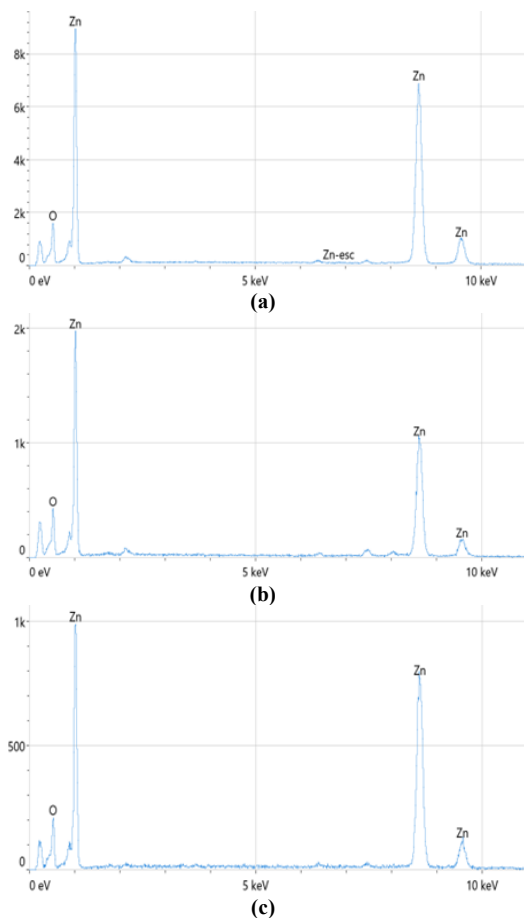 Zn
8k
Zn
6k
4k
2k
O
Zn
Zn-esc
0
0 eV 5 keV 10 keV
(a)
Zn
2k
Zn
1k
O
Zn
0
0 eV 5 keV 10 keV
(b)
Zn
1k
Zn
500
O
Zn
0
0 eV 5 keV 10 keV
(c)